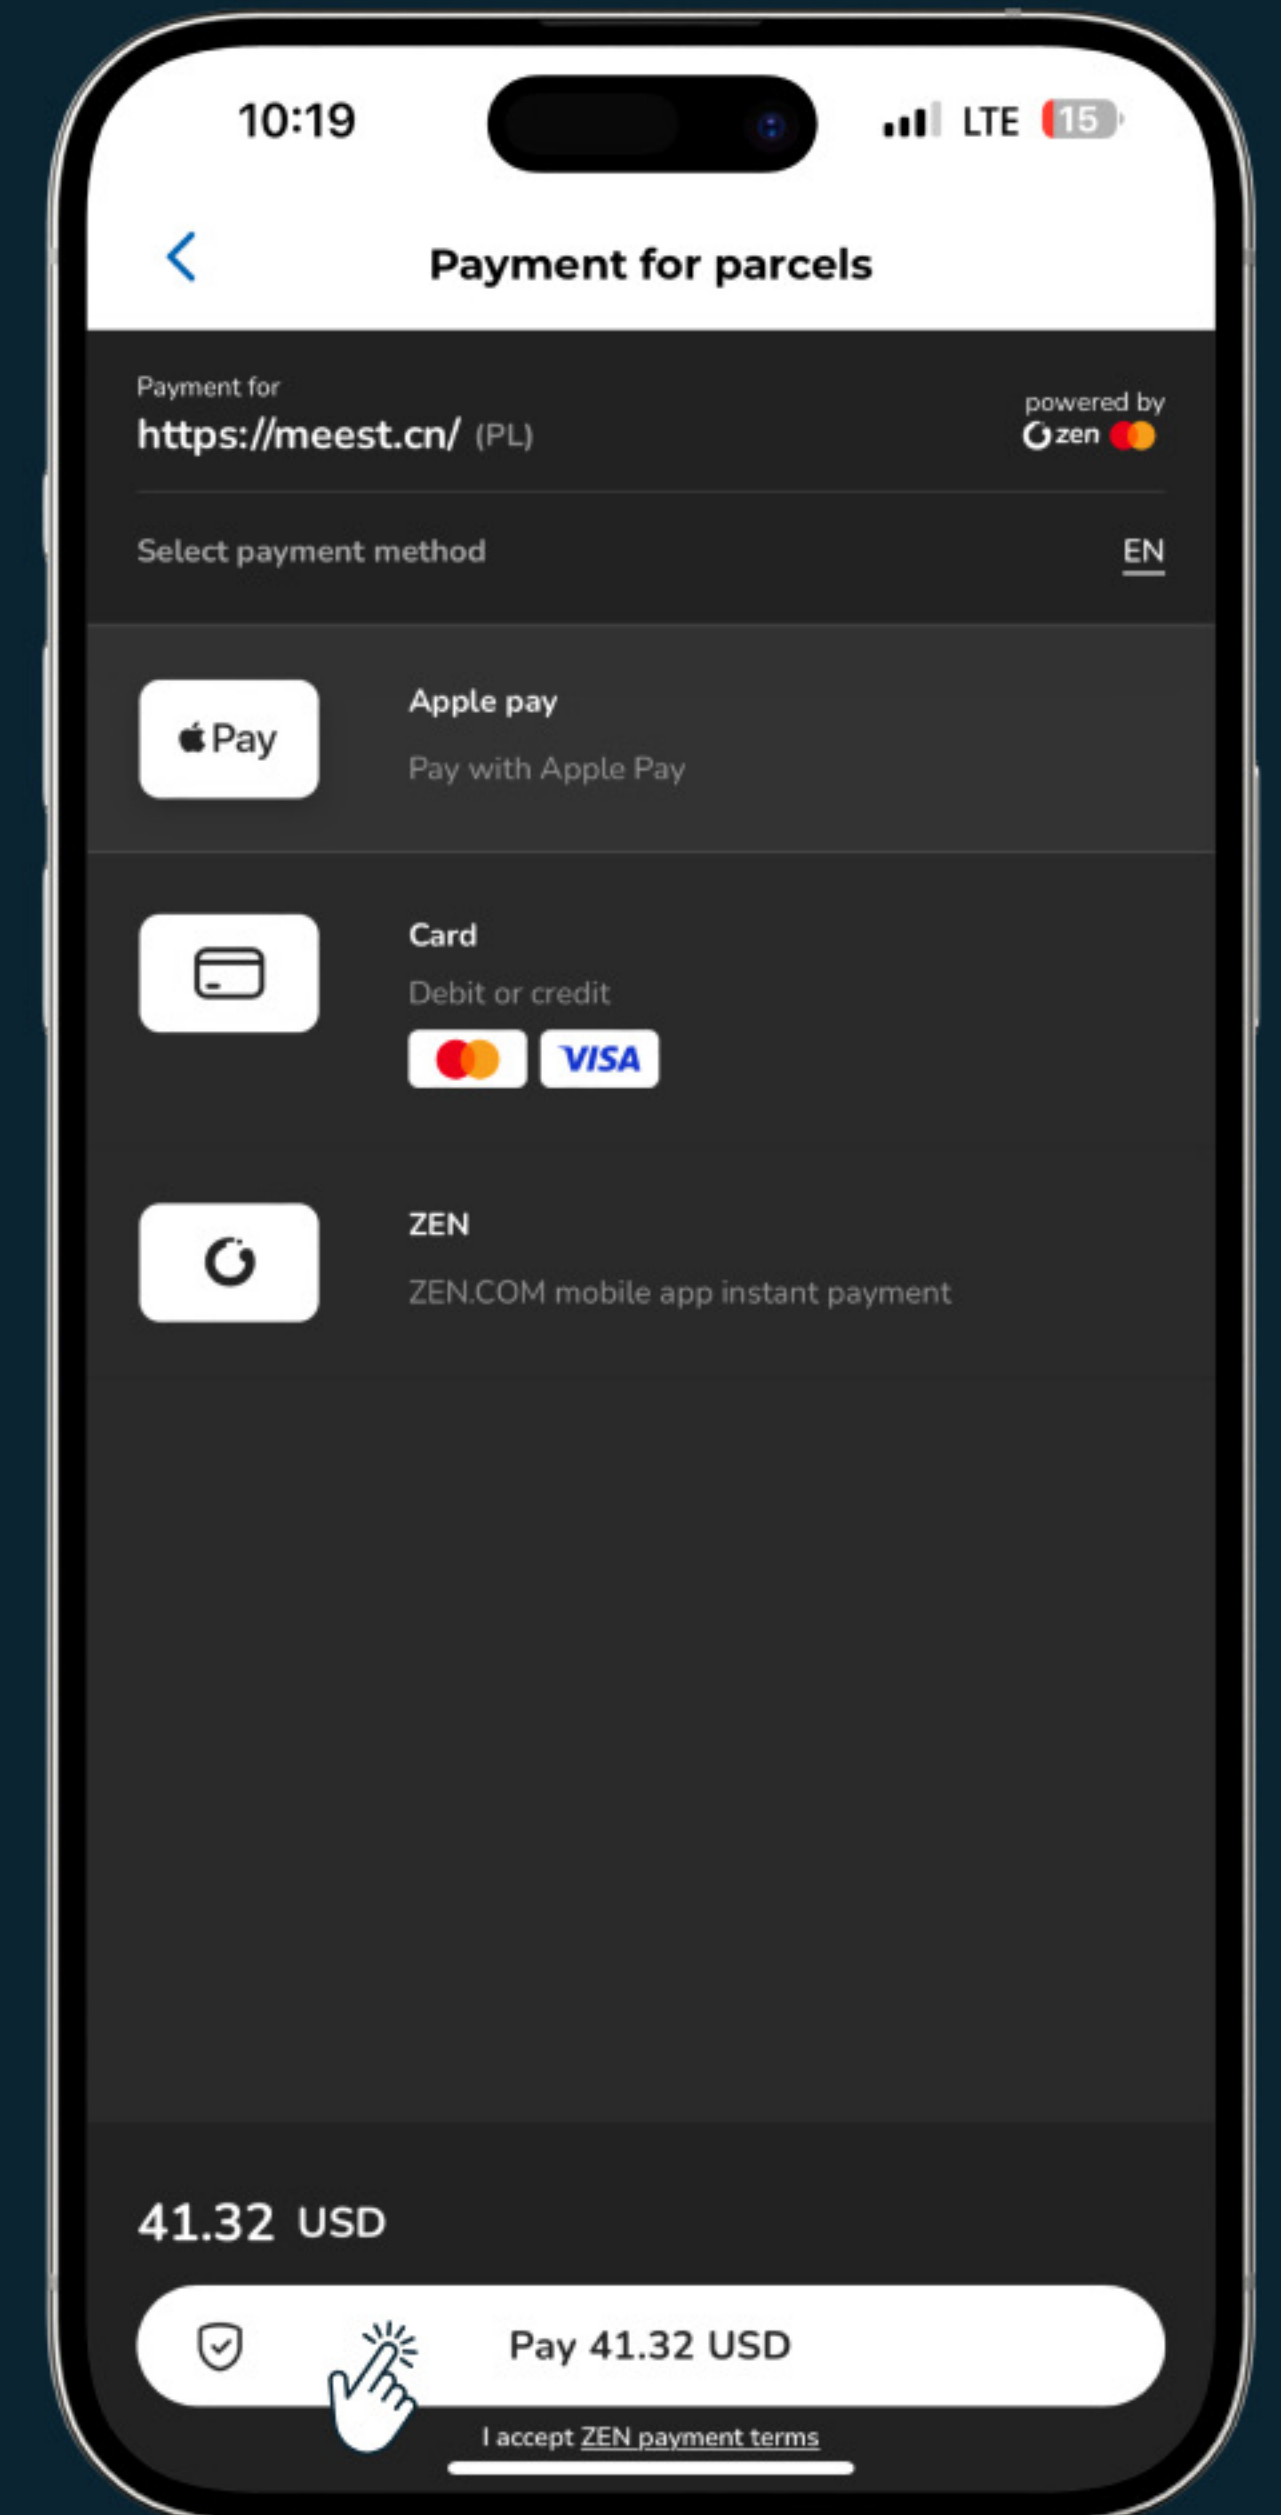 10:19
LTE 15
Payment for parcels
Payment for
https://meest.cn/ (PL)
powered by
zen
Select payment method
EN
Pay
Apple pay
Pay with Apple Pay
Card
Debit or credit
VISA
ZEN
ZEN.COM mobile app instant payment
41.32 USD
Pay 41.32 USD
I accept ZEN payment terms